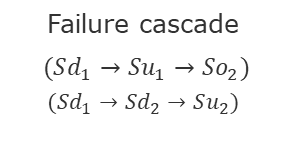 Failure cascade
(Sd₁ → Su₁ → So₂)
(Sd₁ → Sd₂ → Su₂)